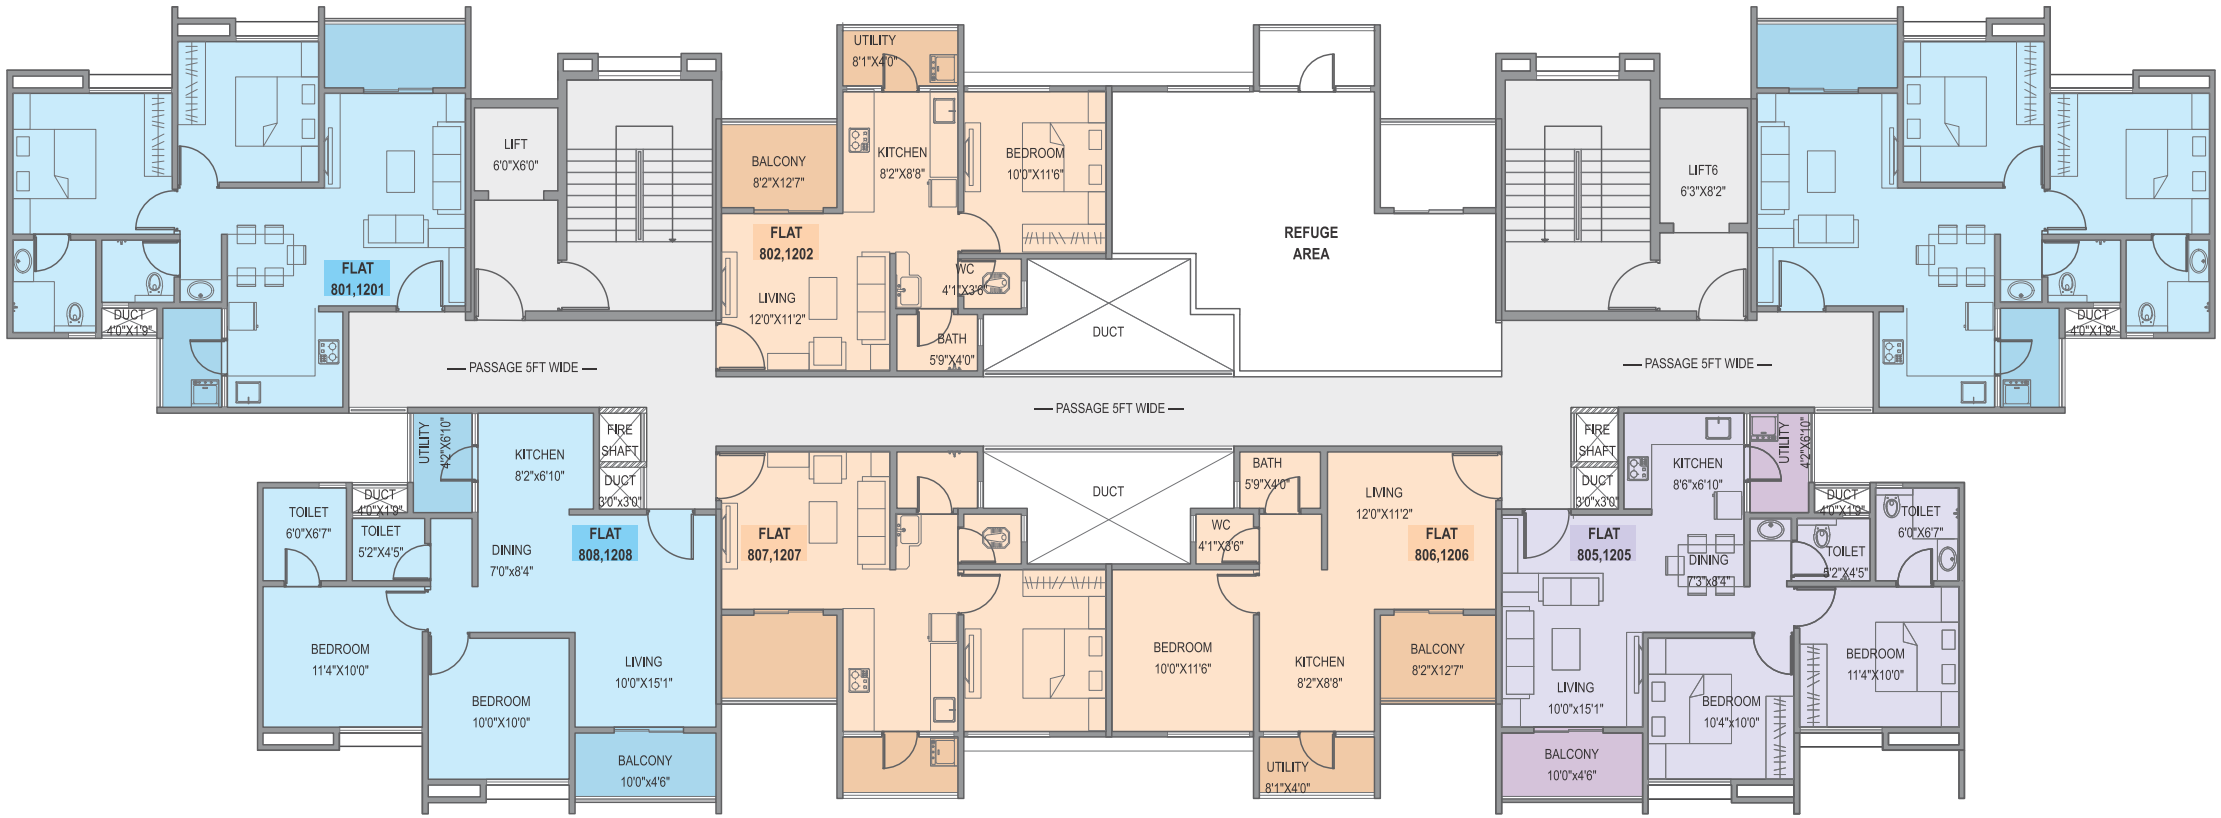 UTILITY
8'1"X4'0"
LIFT
6'0"X6'0"
BALCONY
8'2"X12'7"
KITCHEN
8'2"X8'8"
BEDROOM
10'0"X11'6"
LIFT6
6'3"X8'2"
FLAT
802,1202
REFUGE
AREA
FLAT
801,1201
WC
4'1"X3'6"
LIVING
12'0"X11'2"
DUCT
4'0"X1'9"
DUCT
BATH
5'9"X4'0"
DUCT
4'0"X1'9"
PASSAGE 5FT WIDE
PASSAGE 5FT WIDE
PASSAGE 5FT WIDE
UTILITY
4'2"X6'10"
KITCHEN
8'2"x6'10"
FIRE
SHAFT
DUCT
3'0"x3'0"
DUCT
4'0"X1'9"
TOILET
6'0"X6'7"
TOILET
5'2"X4'5"
DINING
7'0"x8'4"
FLAT
808,1208
BEDROOM
11'4"X10'0"
BEDROOM
10'0"X10'0"
LIVING
10'0"X15'1"
BALCONY
10'0"x4'6"
FLAT
807,1207
DUCT
BATH
5'9"X4'0"
WC
4'1"X3'6"
LIVING
12'0"X11'2"
FLAT
806,1206
BEDROOM
10'0"X11'6"
KITCHEN
8'2"X8'8"
BALCONY
8'2"X12'7"
UTILITY
8'1"X4'0"
FIRE
SHAFT
DUCT
3'0"x3'0"
KITCHEN
8'6"x6'10"
UTILITY
4'2"X6'10"
DUCT
4'0"X1'9"
TOILET
6'0"X6'7"
TOILET
5'2"X4'5"
FLAT
805,1205
DINING
7'3"x8'4"
LIVING
10'0"x15'1"
BEDROOM
10'4"x10'0"
BEDROOM
11'4"X10'0"
BALCONY
10'0"x4'6"